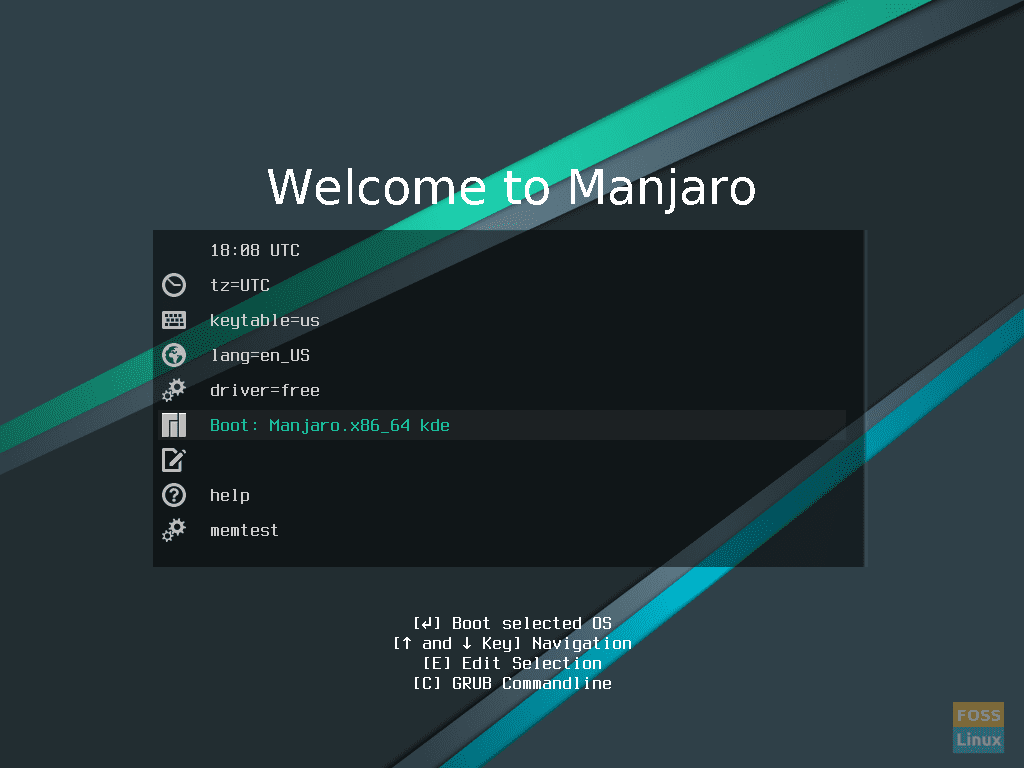 Welcome to Manjaro
18:08 UTC
tz=UTC
keytable=us
lang=en_US
driver=free
Boot: Manjaro.x86_64 kde
help
memtest
[↲] Boot selected OS
[↑ and ↓ Key] Navigation
[E] Edit Selection
[C] GRUB Commandline
FOSS
Linux